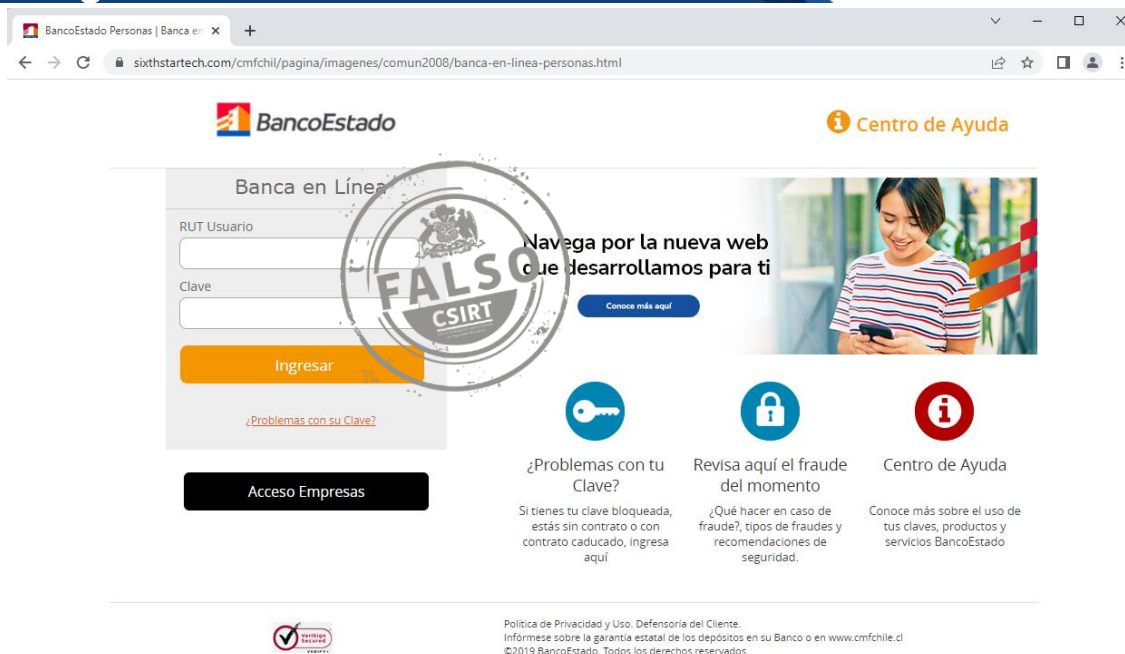 BancoEstado Personas | Banca en
sixthstartech.com/cmfchil/pagina/imagenes/comun2008/banca-en-linea-personas.html
BancoEstado
Centro de Ayuda
Banca en Línea
RUT Usuario
Clave
Ingresar
¿Problemas con su Clave?
Acceso Empresas
FALSO
CSIRT
Navega por la nueva web
que desarrollamos para ti
Conoce más aquí
¿Problemas con tu
Clave?
Si tienes tu clave bloqueada,
estás sin contrato o con
contrato caducado, ingresa
aquí
Revisa aquí el fraude
del momento
¿Qué hacer en caso de
fraude?, tipos de fraudes y
recomendaciones de
seguridad.
Centro de Ayuda
Conoce más sobre el uso de
tus claves, productos y
servicios BancoEstado
VeriSign
Secured
Política de Privacidad y Uso. Defensoría del Cliente.
Infórmese sobre la garantía estatal de los depósitos en su Banco o en www.cmfchile.cl
©2019 BancoEstado. Todos los derechos reservados.